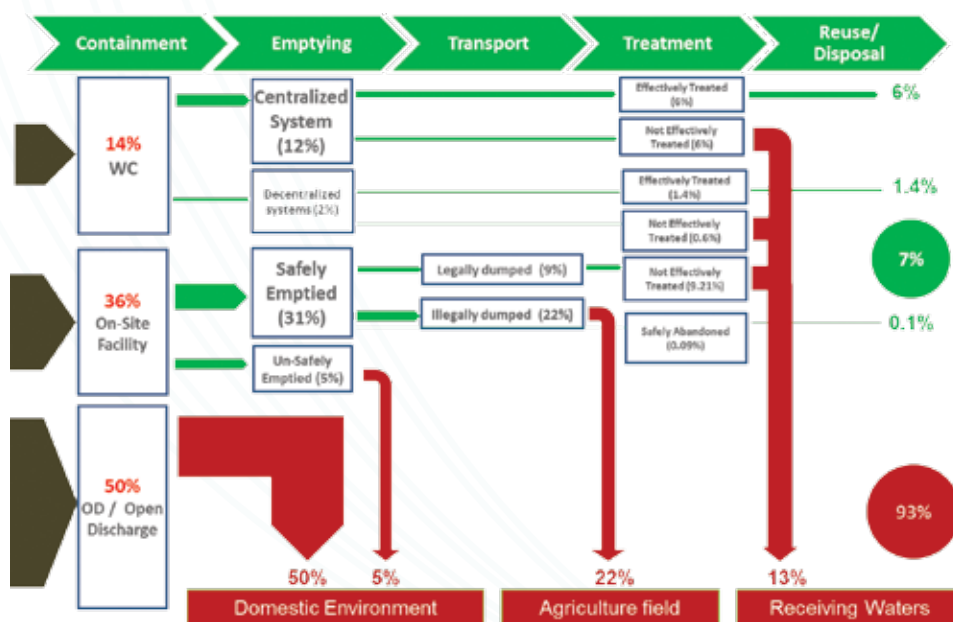 Containment
Emptying
Transport
Treatment
Reuse/
Disposal
14%
WC
Centralized
System
(12%)
Decentralized
systems (2%)
Effectively Treated
(6%)
Not Effectively
Treated (6%)
Effectively Treated
(1.4%)
Not Effectively
Treated (0.6%)
6%
1.4%
36%
On-Site
Facility
Safely
Emptied
(31%)
Un-Safely
Emptied (5%)
Legally dumped (9%)
Illegally dumped (22%)
Not Effectively
Treated (9.21%)
Safely Abandoned
(0.09%)
7%
0.1%
50%
OD / Open
Discharge
93%
50%
5%
22%
13%
Domestic Environment
Agriculture field
Receiving Waters